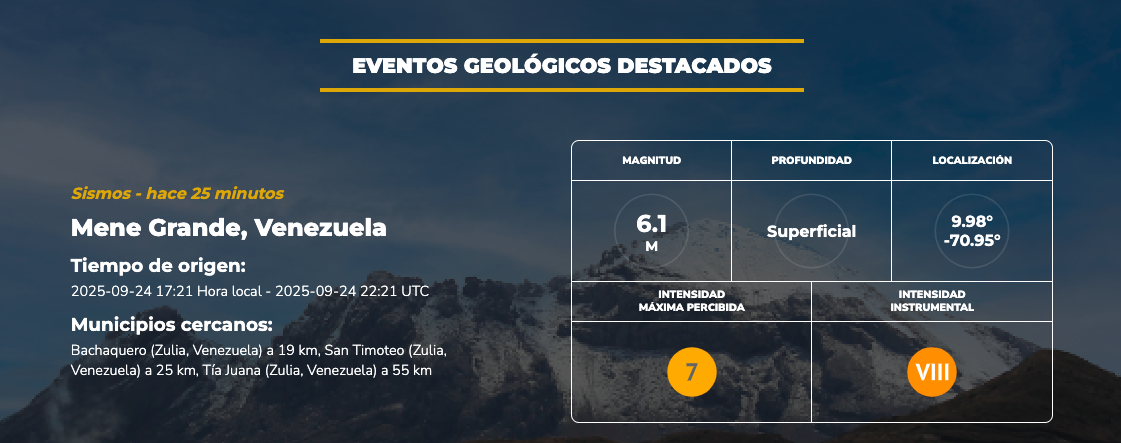 EVENTOS GEOLÓGICOS DESTACADOS
Sismos - hace 25 minutos
Mene Grande, Venezuela
Tiempo de origen:
2025-09-24 17:21 Hora local - 2025-09-24 22:21 UTC
Municipios cercanos:
Bachaquero (Zulia, Venezuela) a 19 km, San Timoteo (Zulia,
Venezuela) a 25 km, Tía Juana (Zulia, Venezuela) a 55 km
MAGNITUD
PROFUNDIDAD
LOCALIZACIÓN
6.1
M
Superficial
9.98°
-70.95°
INTENSIDAD
MÁXIMA PERCIBIDA
INTENSIDAD
INSTRUMENTAL
7
VIII